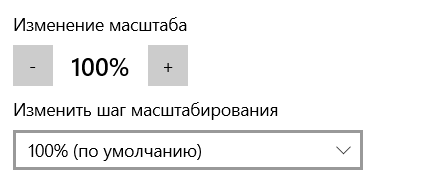 Изменение масштаба
- 100% +
Изменить шаг масштабирования
100% (по умолчанию)